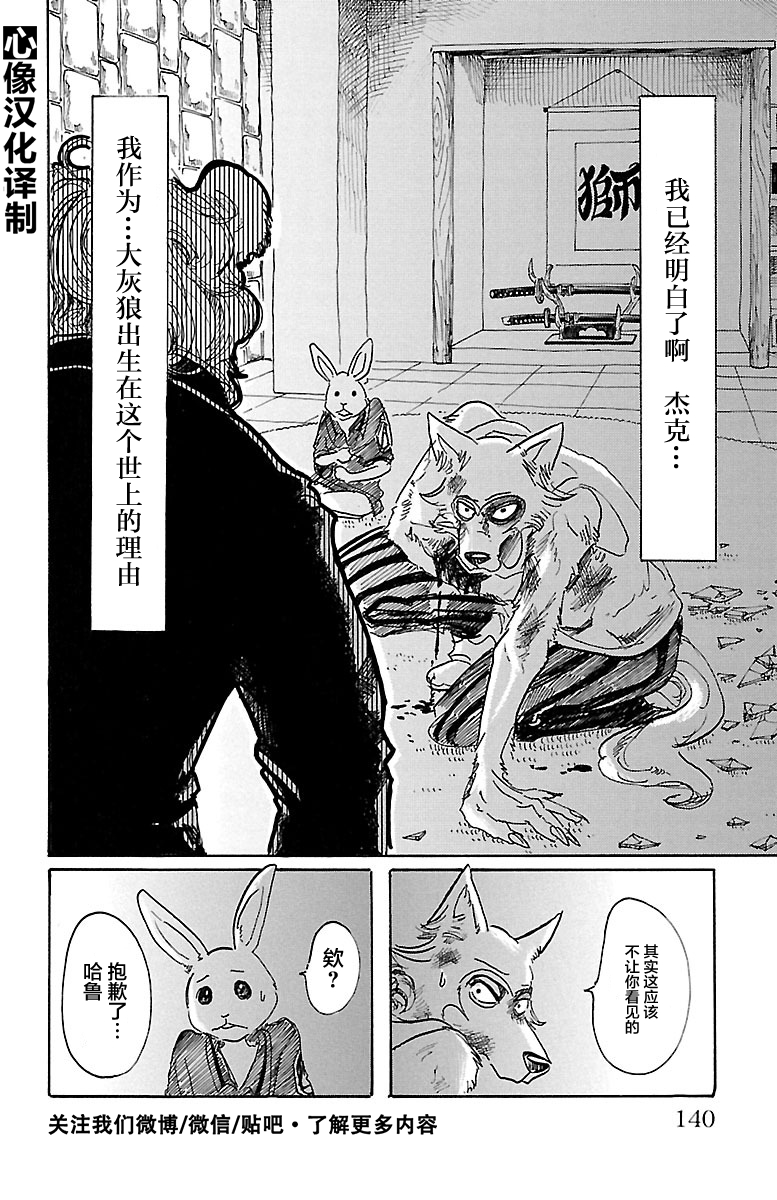 心像汉化译制
獅
我已经明白了啊 杰克…
我作为…大灰狼出生在这个世上的理由
其实这应该
不让你看见的
欸?
抱歉了…
哈鲁
关注我们微博/微信/贴吧·了解更多内容
140